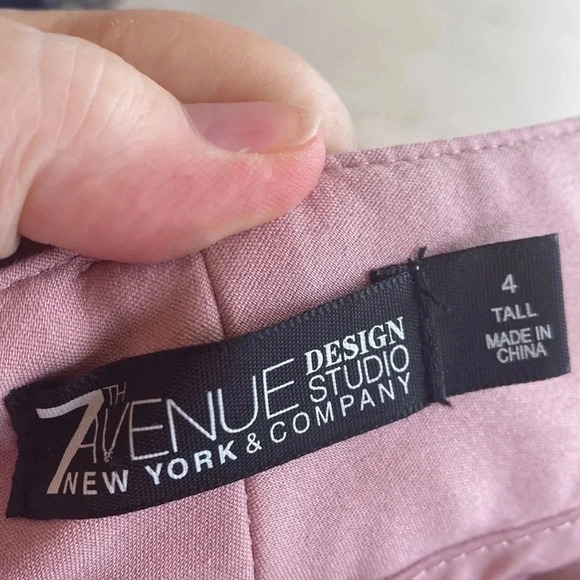 7TH AVENUE DESIGN STUDIO
NEW YORK & COMPANY
4
TALL
MADE IN
CHINA